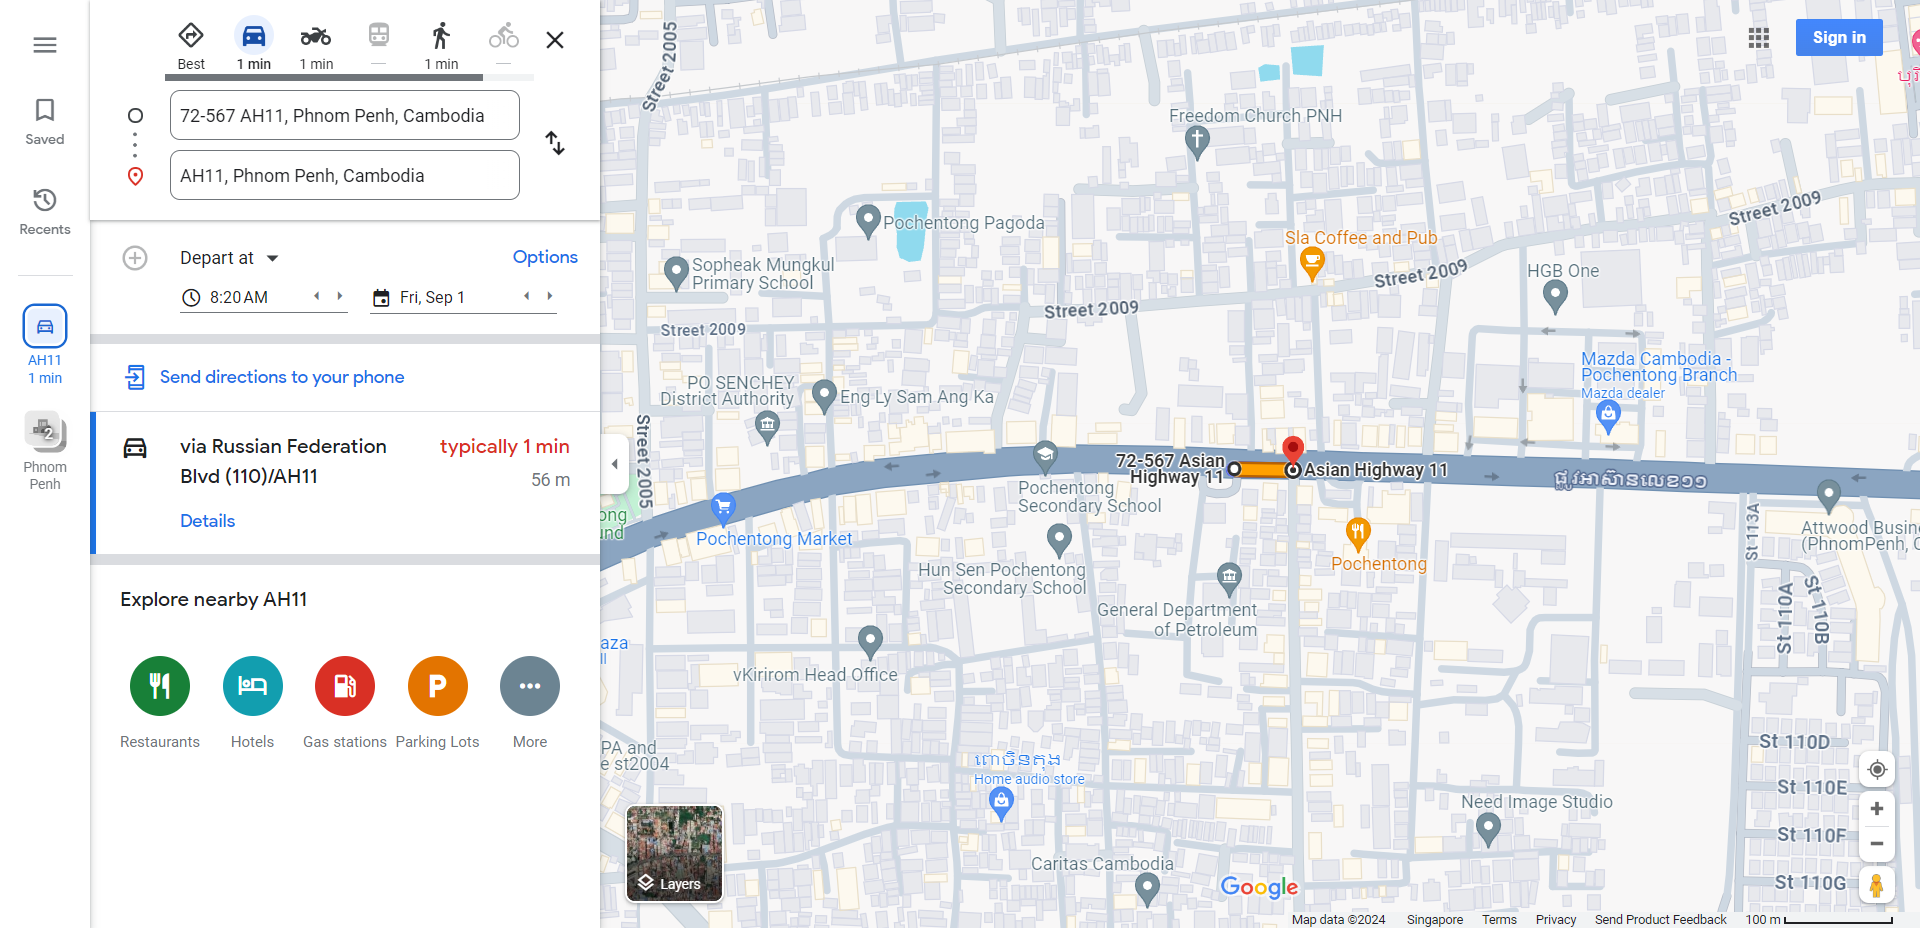 Saved
Recents
AH11
1 min
2
Phnom
Penh
Best
1 min
1 min
—
1 min
—
72-567 AH11, Phnom Penh, Cambodia
AH11, Phnom Penh, Cambodia
Depart at
Options
8:20 AM
Fri, Sep 1
Send directions to your phone
via Russian Federation
Blvd (110)/AH11
typically 1 min
56 m
Details
Explore nearby AH11
P
Restaurants
Hotels
Gas stations
Parking Lots
More
Sign in
Street 2005
Freedom Church PNH
Street 2009
Pochentong Pagoda
Sla Coffee and Pub
Sopheak Mungkul
Primary School
Street 2009
HGB One
Street 2009
Street 2009
Mazda Cambodia -
Pochentong Branch
Mazda dealer
PO SENCHEY
District Authority
Eng Ly Sam Ang Ka
Street 2005
72-567 Asian
Highway 11
Asian Highway 11
ផ្លូវអាស៊ានលេខ១១
Pochentong
Secondary School
Pochentong Market
Pochentong
Attwood Busin
(PhnomPenh, C
St 113A
Hun Sen Pochentong
Secondary School
General Department
of Petroleum
St 110A
St 110B
ong
und
aza
ll
vKirirom Head Office
PA and
e st2004
ពោចិនតុង
Home audio store
St 110D
St 110E
Need Image Studio
St 110F
Caritas Cambodia
St 110G
Layers
Google
Map data ©2024
Singapore
Terms
Privacy
Send Product Feedback
100 m